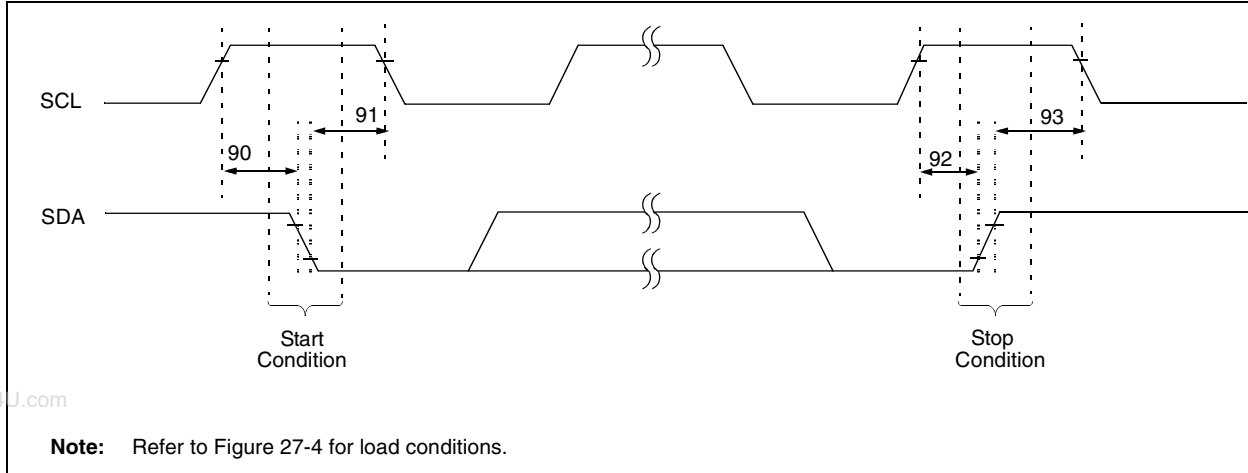 SCL
91
93
90
92
SDA
Start
Condition
Stop
Condition
U.com
Note: Refer to Figure 27-4 for load conditions.